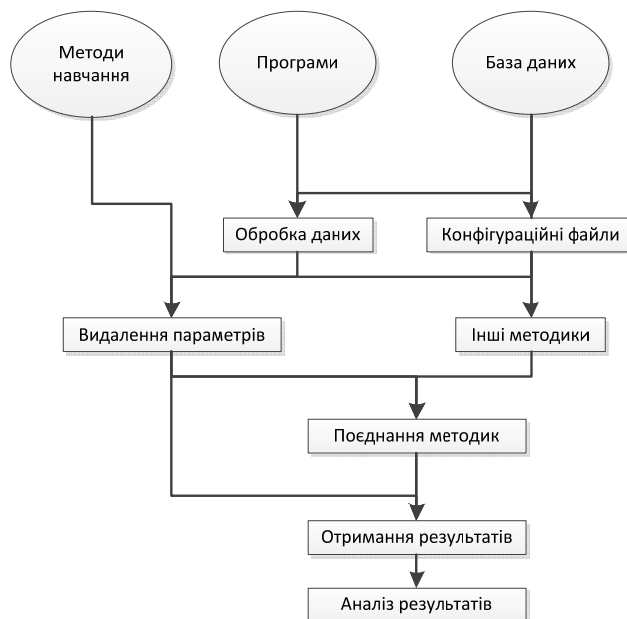 Методи
навчання
Програми
База даних
Обробка даних
Конфігураційні файли
Видалення параметрів
Інші методики
Поєднання методик
Отримання результатів
Аналіз результатів